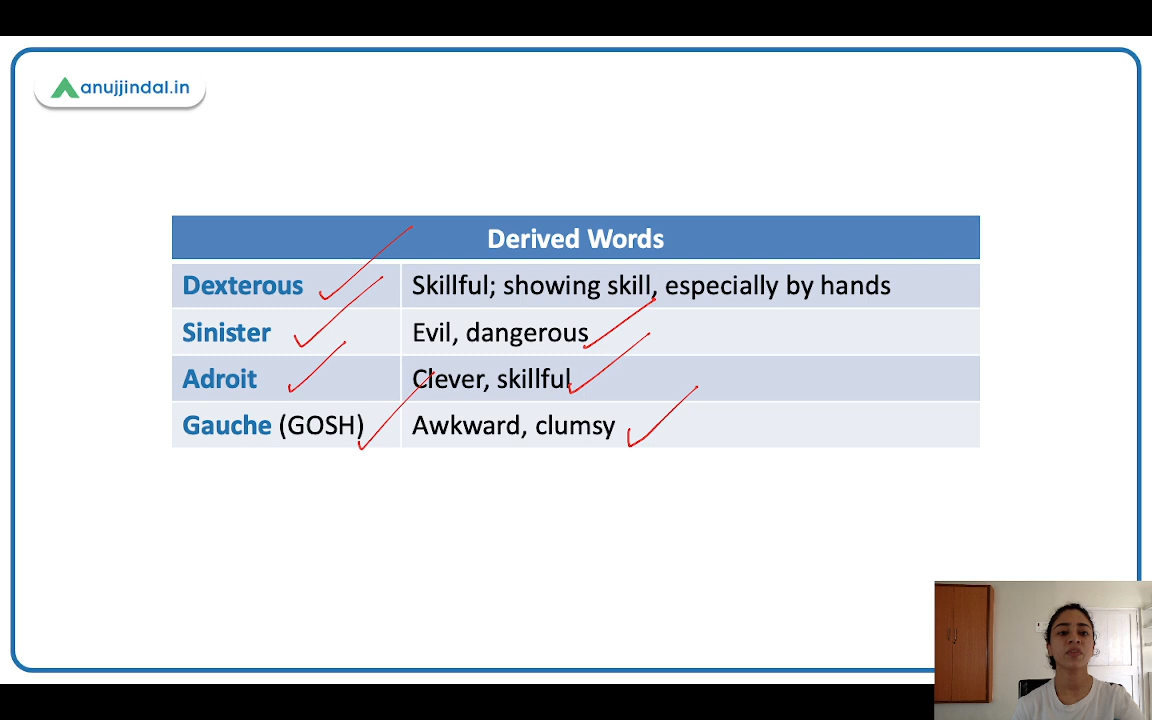 anujjindal.in
Derived Words
Dexterous Skillful; showing skill, especially by hands
Sinister Evil, dangerous
Adroit Clever, skillful
Gauche (GOSH) Awkward, clumsy